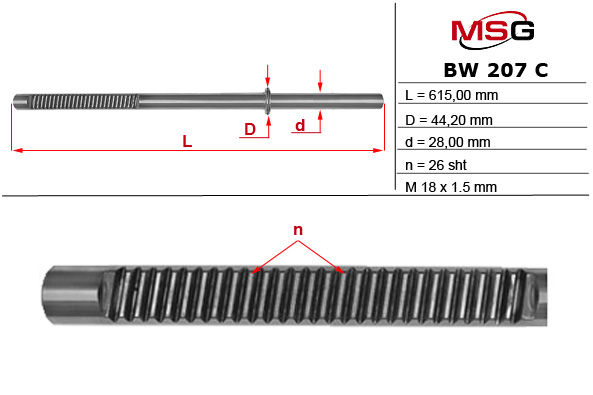 MSG
BW 207 C
L = 615,00 mm
D = 44,20 mm
d = 28,00 mm
n = 26 sht
M 18 x 1.5 mm
D
d
L
n